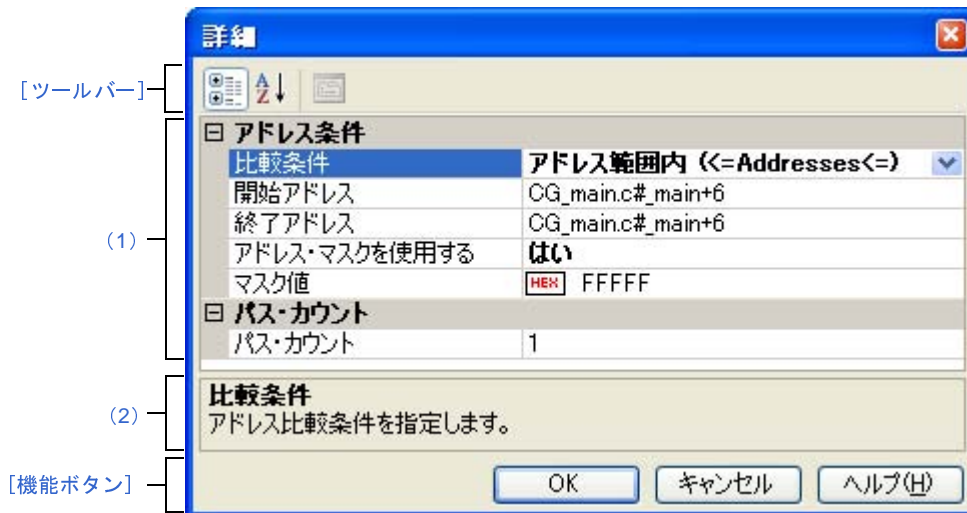 詳細
[ツールバー]
A
Z
(1)
アドレス条件
比較条件 アドレス範囲内 (<=Addresses<=)
開始アドレス CG_main.c#_main+6
終了アドレス CG_main.c#_main+6
アドレス・マスクを使用する はい
マスク値 HEX FFFFF
パス・カウント
パス・カウント 1
(2)
比較条件
アドレス比較条件を指定します。
[機能ボタン]
OK キャンセル ヘルプ(H)